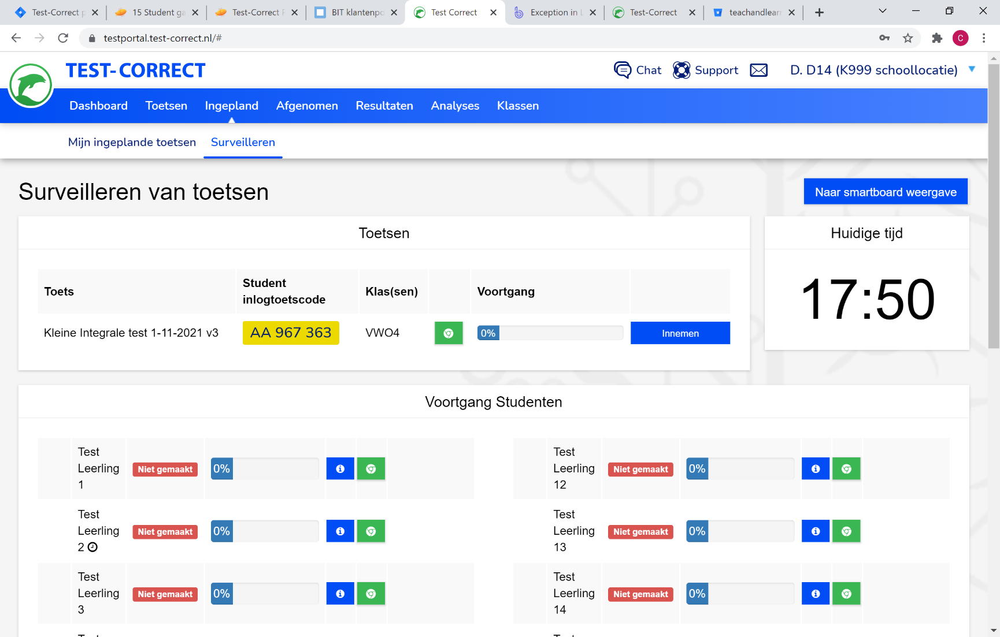 Test-Correct p
15 Student ga
Test-Correct
BIT klantenpo
Test Correct
Exception in
Test-Correct
teachandlearn
testportal.test-correct.nl/#
C
TEST-CORRECT
Chat
Support
D. D14 (K999 schoollocatie)
Dashboard
Toetsen
Ingepland
Afgenomen
Resultaten
Analyses
Klassen
Mijn ingeplande toetsen
Surveilleren
Surveilleren van toetsen
Naar smartboard weergave
Toetsen
Huidige tijd
Toets
Student
inlogtoetscode
Klas(sen)
Voortgang
17:50
Kleine Integrale test 1-11-2021 v3
AA 967 363
VWO4
0%
Innemen
Voortgang Studenten
Test
Leerling
1
Niet gemaakt
0%
Test
Leerling
12
Niet gemaakt
0%
Test
Leerling
2
Niet gemaakt
0%
Test
Leerling
13
Niet gemaakt
0%
Test
Leerling
3
Niet gemaakt
0%
Test
Leerling
14
Niet gemaakt
0%